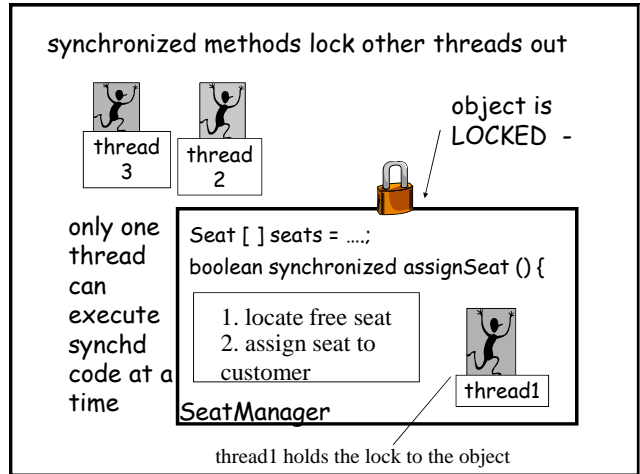 synchronized methods lock other threads out
thread
3
thread
2
object is
LOCKED -
only one
thread
can
execute
synchd
code at a
time
Seat [ ] seats = ....;
boolean synchronized assignSeat () {
1. locate free seat
2. assign seat to
customer
thread1
SeatManager
thread1 holds the lock to the object